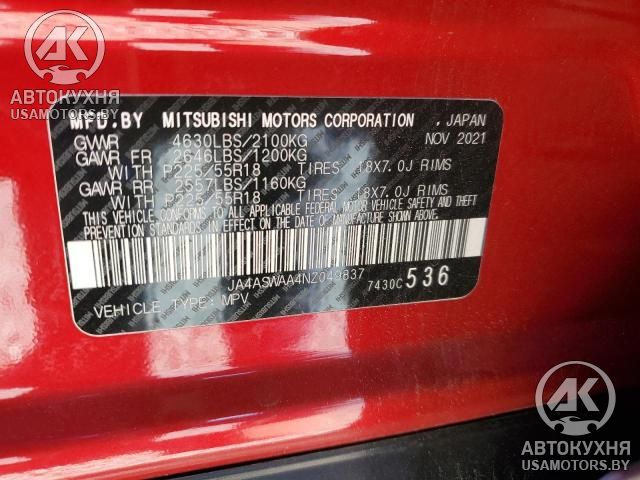 AK
АВТОКУХНЯ
USAMOTORS.BY
MFD.BY MITSUBISHI MOTORS CORPORATION , JAPAN
GVWR 4630LBS/2100KG NOV 2021
GAWR FR 2646LBS/1200KG
WITH P225/55R18 TIRES 18X7.0J RIMS
GAWR RR 2557LBS/1160KG
WITH P225/55R18 TIRES 18X7.0J RIMS
THIS VEHICLE CONFORMS TO ALL APPLICABLE FEDERAL MOTOR VEHICLE SAFETY AND THEFT
PREVENTION STANDARDS IN EFFECT ON THE DATE OF MANUFACTURE SHOWN ABOVE.
JA4ASWAA4NZ049837 7430C 536
VEHICLE TYPE: MPV
AK
АВТОКУХНЯ
USAMOTORS.BY